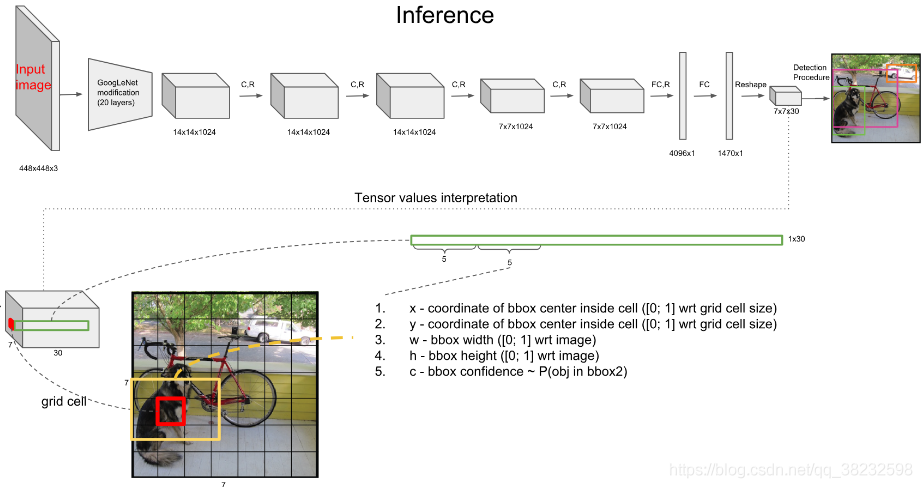 Inference
Input
image
GoogLeNet
modification
(20 layers)
C,R
C,R
C,R
C,R
FC,R
FC
Reshape
Detection
Procedure
448x448x3
14x14x1024
14x14x1024
14x14x1024
7x7x1024
7x7x1024
4096x1
1470x1
7x7x30
Tensor values interpretation
1x30
5
5
7
30
grid cell
7
7
1. x - coordinate of bbox center inside cell ([0; 1] wrt grid cell size)
2. y - coordinate of bbox center inside cell ([0; 1] wrt grid cell size)
3. w - bbox width ([0; 1] wrt image)
4. h - bbox height ([0; 1] wrt image)
5. c - bbox confidence ~ P(obj in bbox2)
https://blog.csdn.net/qq_38232598